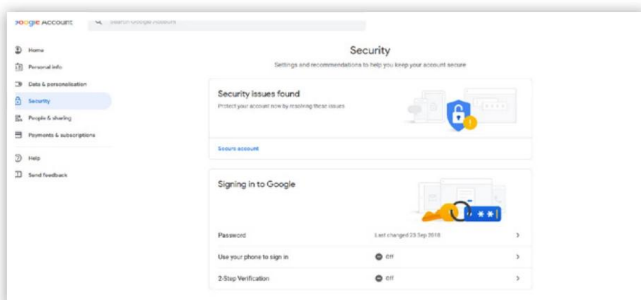 Google Account
Search Google Account
Home
Personal info
Data & personalisation
Security
People & sharing
Payments & subscriptions
Help
Send feedback
Security
Settings and recommendations to help you keep your account secure
Security issues found
Protect your account now by resolving these issues
Secure account
Signing in to Google
Password Last changed 23 Sep 2018
Use your phone to sign in Off
2-Step Verification Off